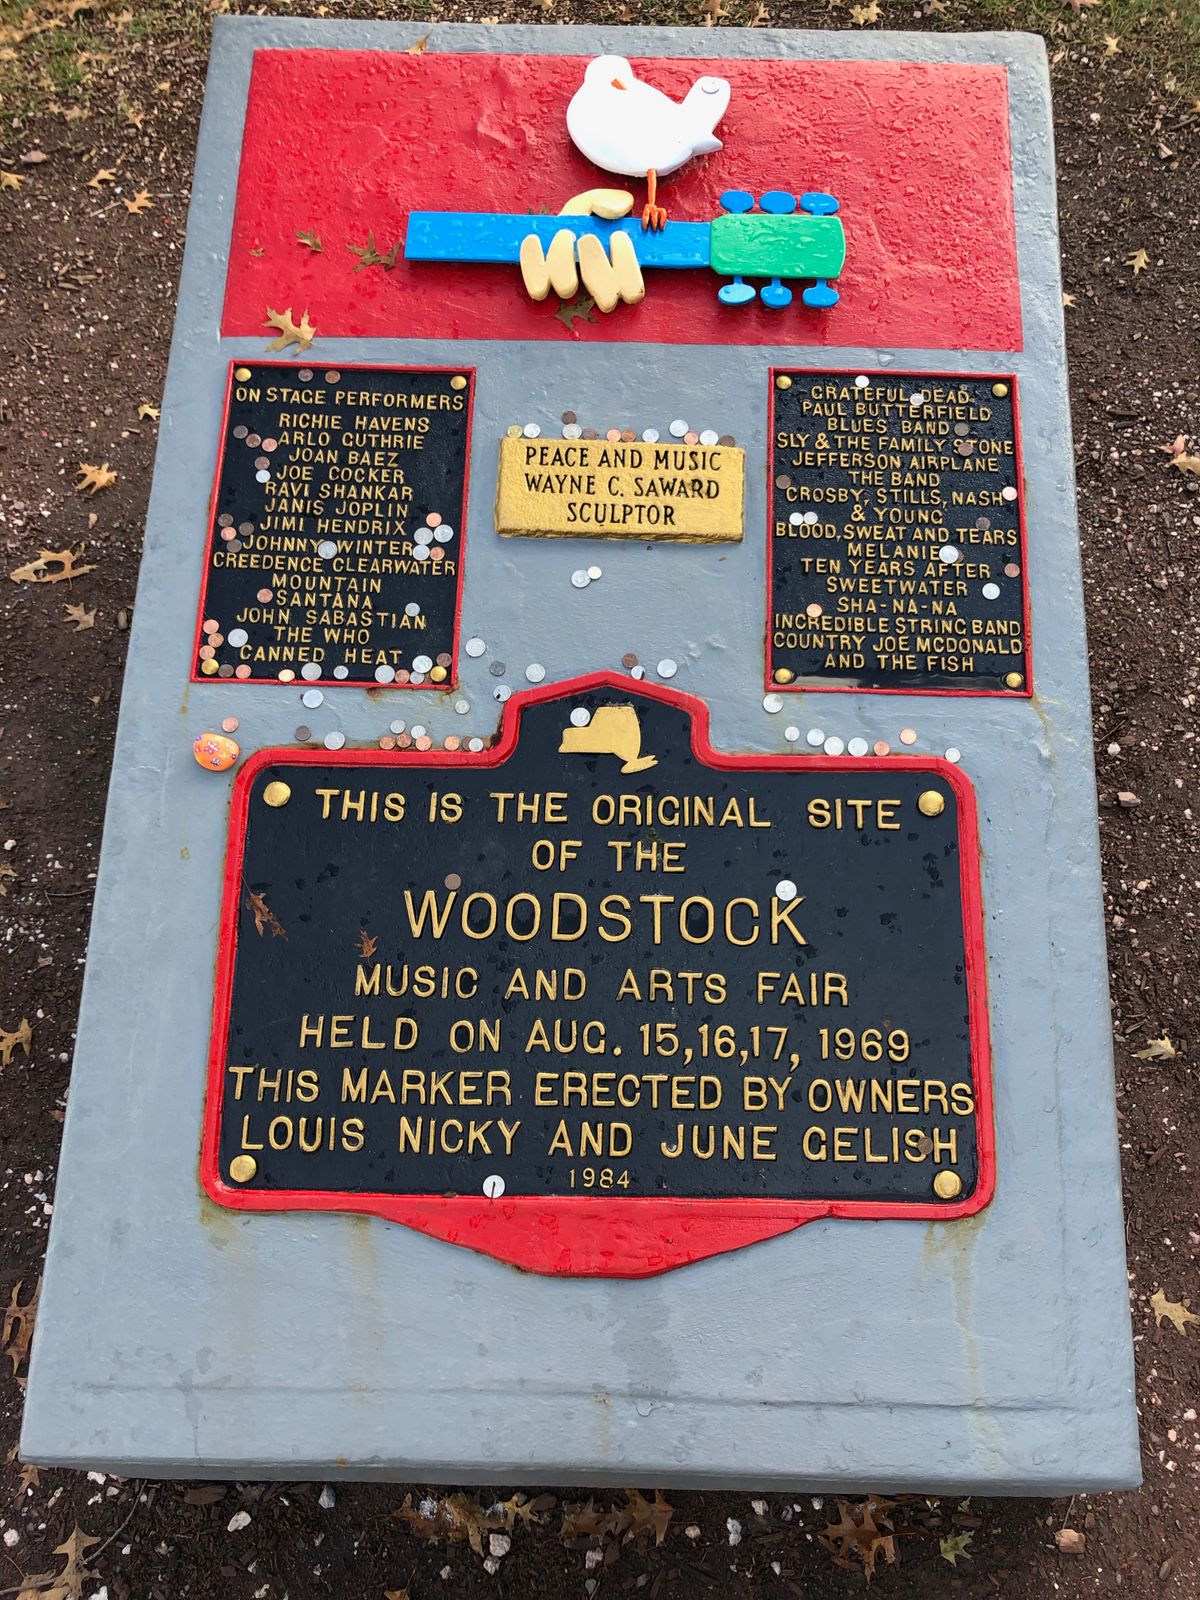 ON STAGE PERFORMERS
RICHIE HAVENS
ARLO GUTHRIE
JOAN BAEZ
JOE COCKER
RAVI SHANKAR
JANIS JOPLIN
JIMI HENDRIX
JOHNNY WINTER
CREEDENCE CLEARWATER
MOUNTAIN
SANTANA
JOHN SABASTIAN
THE WHO
CANNED HEAT
PEACE AND MUSIC
WAYNE C. SAWARD
SCULPTOR
GRATEFUL DEAD
PAUL BUTTERFIELD
BLUES BAND
SLY & THE FAMILY STONE
JEFFERSON AIRPLANE
THE BAND
CROSBY, STILLS, NASH
& YOUNG
BLOOD, SWEAT AND TEARS
MELANIE
TEN YEARS AFTER
SWEETWATER
SHA-NA-NA
INCREDIBLE STRING BAND
COUNTRY JOE MCDONALD
AND THE FISH
THIS IS THE ORIGINAL SITE
OF THE
WOODSTOCK
MUSIC AND ARTS FAIR
HELD ON AUG. 15,16,17, 1969
THIS MARKER ERECTED BY OWNERS
LOUIS NICKY AND JUNE GELISH
1984